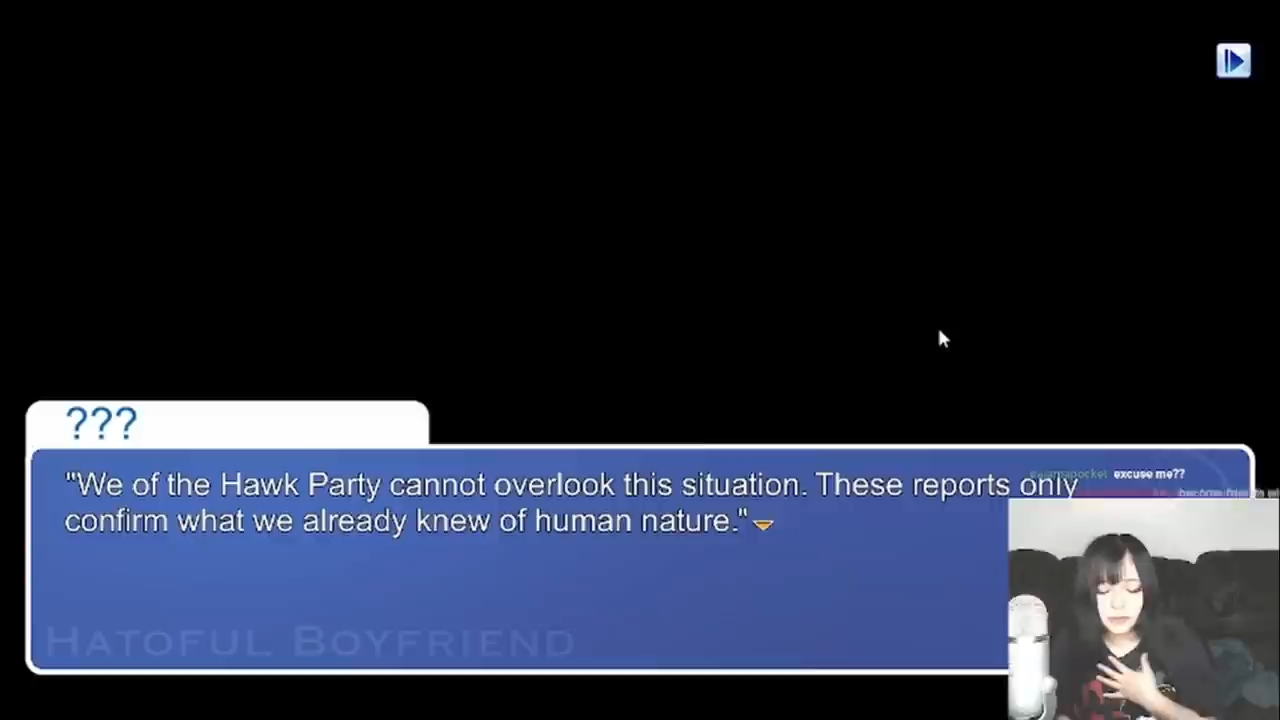 ???
excuse me??
"We of the Hawk Party cannot overlook this situation. These reports only
confirm what we already knew of human nature."
HATOFUL BOYFRIEND